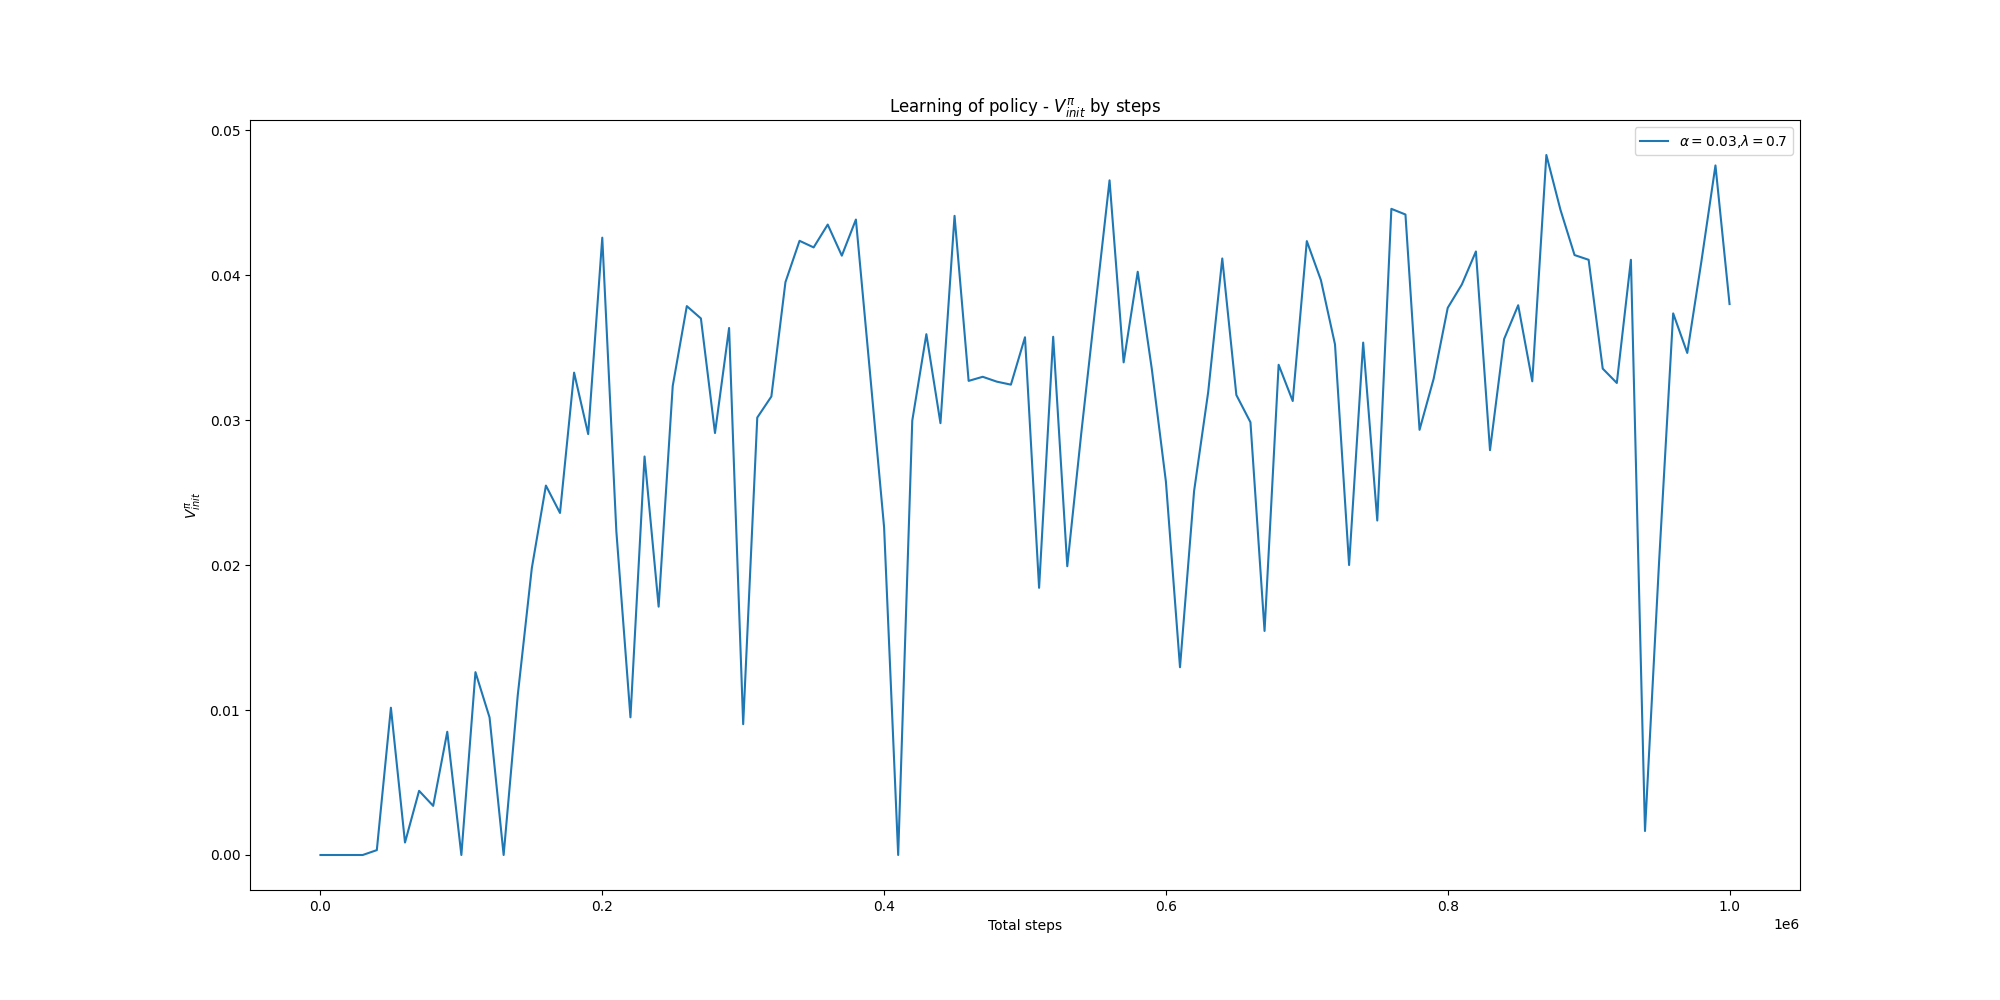 Learning of policy - $V_{init}^{\pi}$ by steps
α = 0.03,λ = 0.7
0.05
0.04
0.03
0.02
0.01
0.00
$V_{init}^{\pi}$
0.0 0.2 0.4 0.6 0.8 1.0
1e6
Total steps